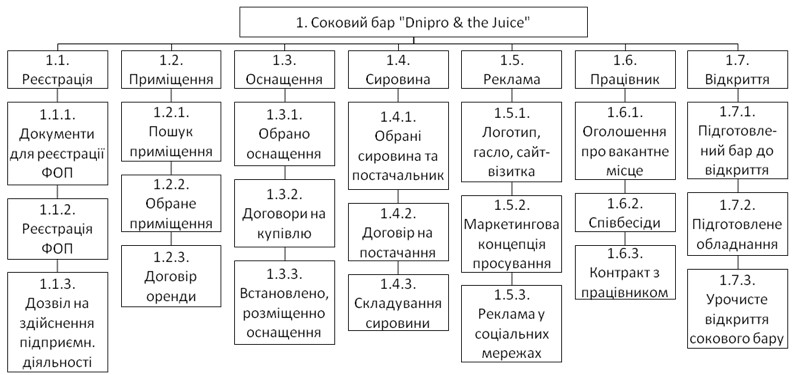 1. Соковий бар "Dnipro & the Juice"
1.1.
Реєстрація
1.2.
Приміщення
1.3.
Оснащення
1.4.
Сировина
1.5.
Реклама
1.6.
Працівник
1.7.
Відкриття
1.1.1.
Документи
для реєстрації
ФОП
1.1.2.
Реєстрація
ФОП
1.1.3.
Дозвіл на
здійснення
підприємн.
діяльності
1.2.1.
Пошук
приміщення
1.2.2.
Обране
приміщення
1.2.3.
Договір
оренди
1.3.1.
Обрано
оснащення
1.3.2.
Договори на
купівлю
1.3.3.
Встановлено,
розміщенно
оснащення
1.4.1.
Обрані
сировина та
постачальник
1.4.2.
Договір на
постачання
1.4.3.
Складування
сировини
1.5.1.
Логотип,
гасло, сайт-
візитка
1.5.2.
Маркетингова
концепція
просування
1.5.3.
Реклама у
соціальних
мережах
1.6.1.
Оголошення
про вакантне
місце
1.6.2.
Співбесіди
1.6.3.
Контракт з
працівником
1.7.1.
Підготовле-
ний бар до
відкриття
1.7.2.
Підготовлене
обладнання
1.7.3.
Урочисте
відкриття
сокового бару